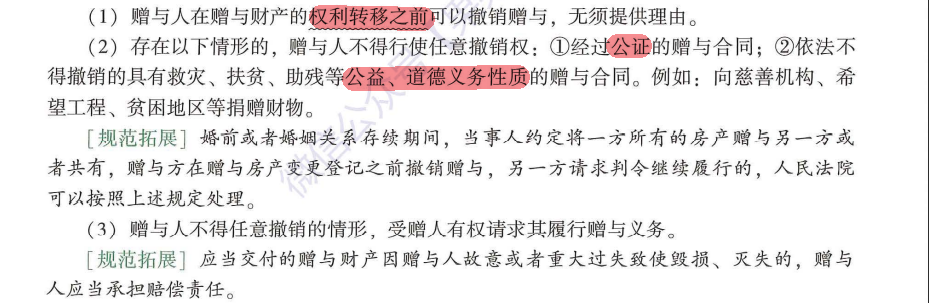 （1）赠与人在赠与财产的权利转移之前可以撤销赠与，无须提供理由。
（2）存在以下情形的，赠与人不得行使任意撤销权：①经过公证的赠与合同；②依法不
得撤销的具有救灾、扶贫、助残等公益、道德义务性质的赠与合同。例如：向慈善机构、希
望工程、贫困地区等捐赠财物。
［规范拓展］婚前或者婚姻关系存续期间，当事人约定将一方所有的房产赠与另一方或
者共有，赠与方在赠与房产变更登记之前撤销赠与，另一方请求判令继续履行的，人民法院
可以按照上述规定处理。
（3）赠与人不得任意撤销的情形，受赠人有权请求其履行赠与义务。
［规范拓展］应当交付的赠与财产因赠与人故意或者重大过失致使毁损、灭失的，赠与
人应当承担赔偿责任。
微信公众号